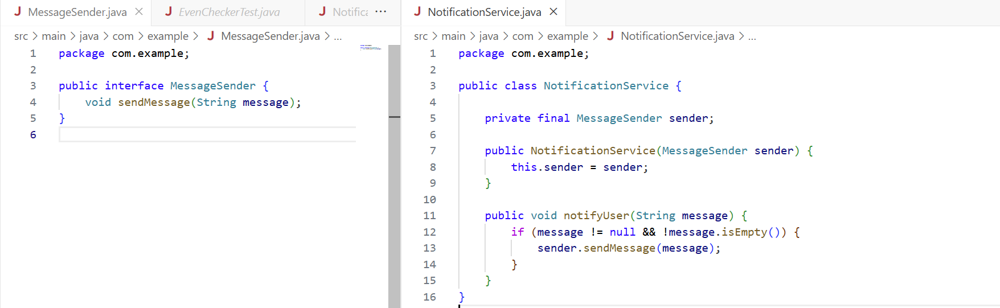 MessageSender.java
EvenCheckerTest.java
Notifica
...
src > main > java > com > example > MessageSender.java > ...
1 package com.example;
2
3 public interface MessageSender {
4 void sendMessage(String message);
5 }
6
NotificationService.java
src > main > java > com > example > NotificationService.java > ...
1 package com.example;
2
3 public class NotificationService {
4
5 private final MessageSender sender;
6
7 public NotificationService(MessageSender sender) {
8 this.sender = sender;
9 }
10
11 public void notifyUser(String message) {
12 if (message != null && !message.isEmpty()) {
13 sender.sendMessage(message);
14 }
15 }
16 }